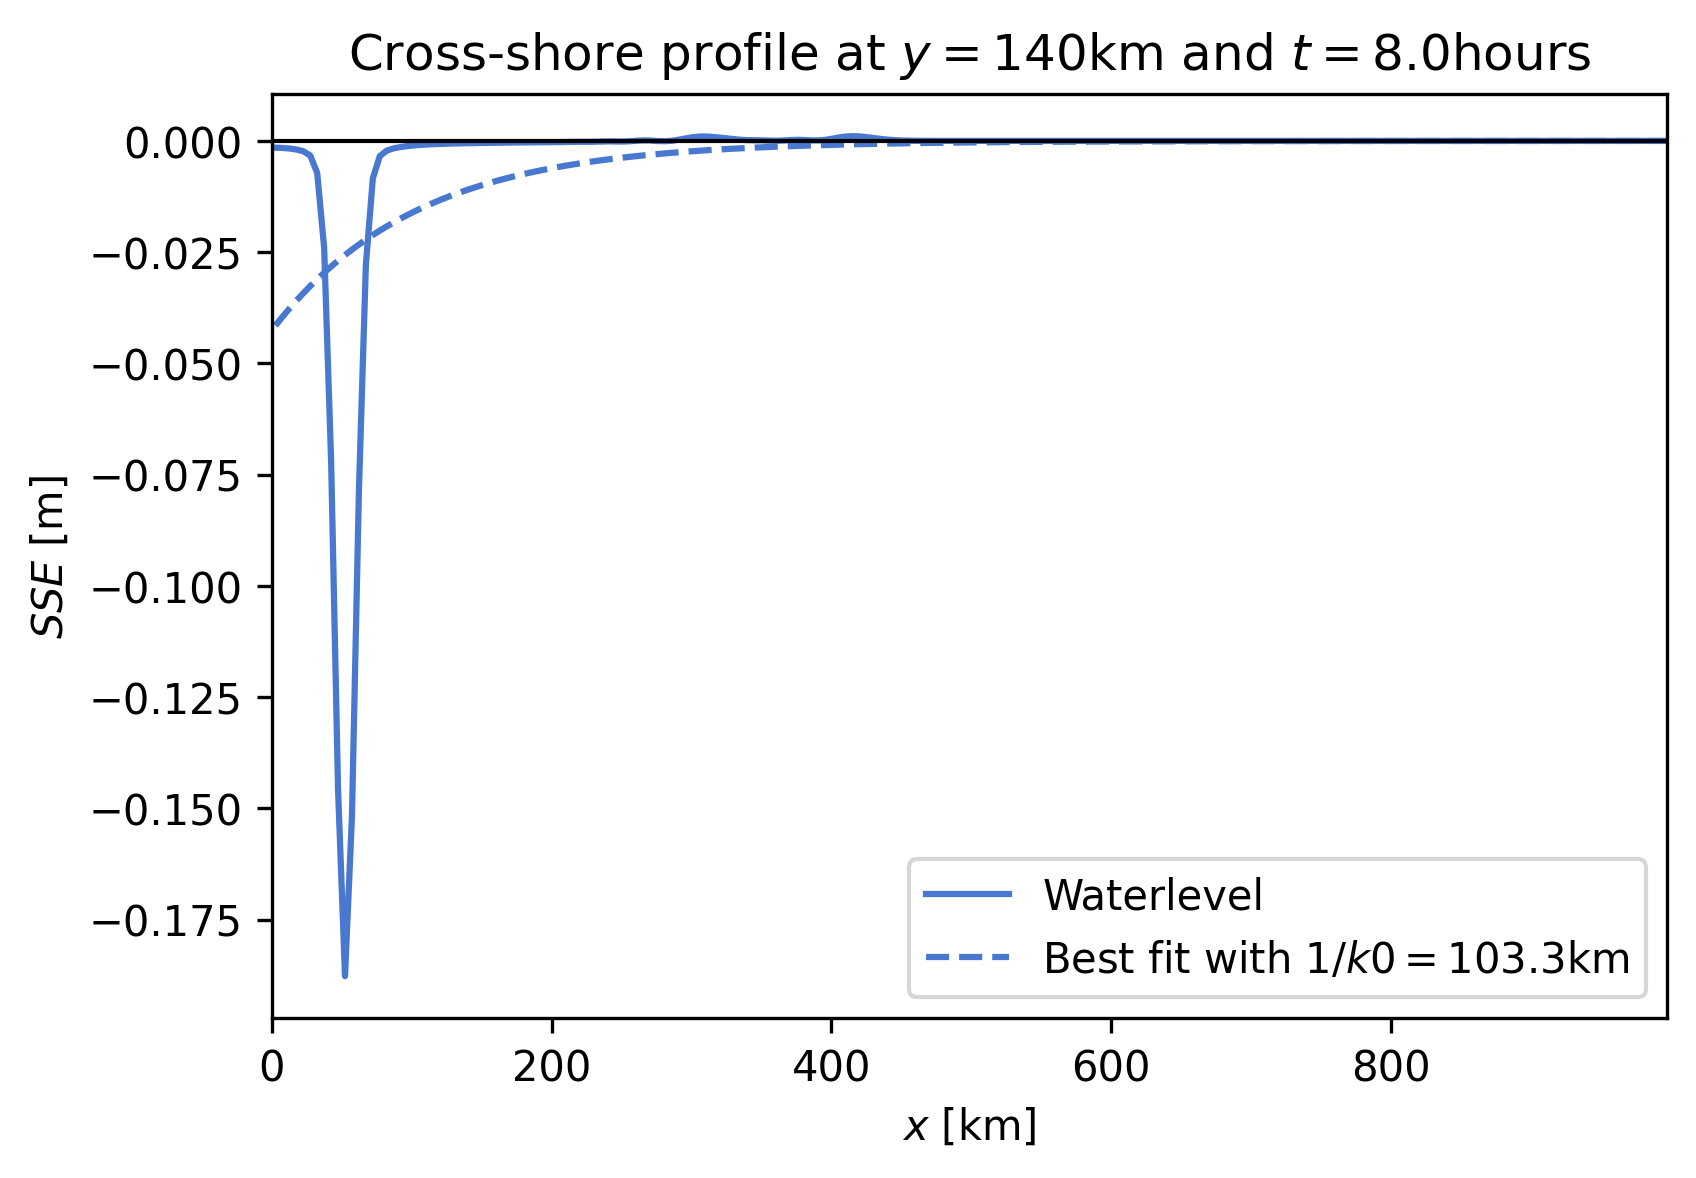 Cross-shore profile at y = 140km and t = 8.0hours
0.000
−0.025
−0.050
−0.075
−0.100
−0.125
−0.150
−0.175
SSE [m]
Waterlevel
Best fit with 1/k0 = 103.3km
0 200 400 600 800
x [km]